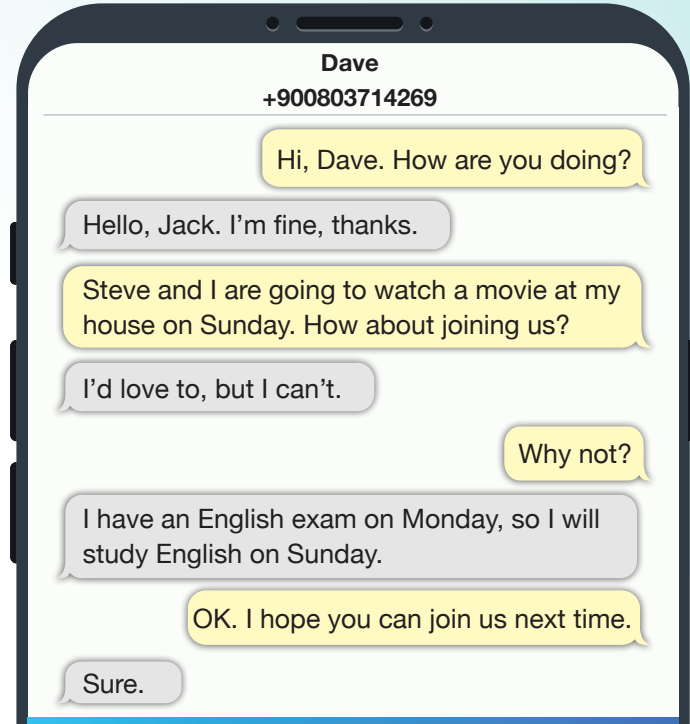 Dave
+900803714269
Hi, Dave. How are you doing?
Hello, Jack. I’m fine, thanks.
Steve and I are going to watch a movie at my
house on Sunday. How about joining us?
I’d love to, but I can’t.
Why not?
I have an English exam on Monday, so I will
study English on Sunday.
OK. I hope you can join us next time.
Sure.